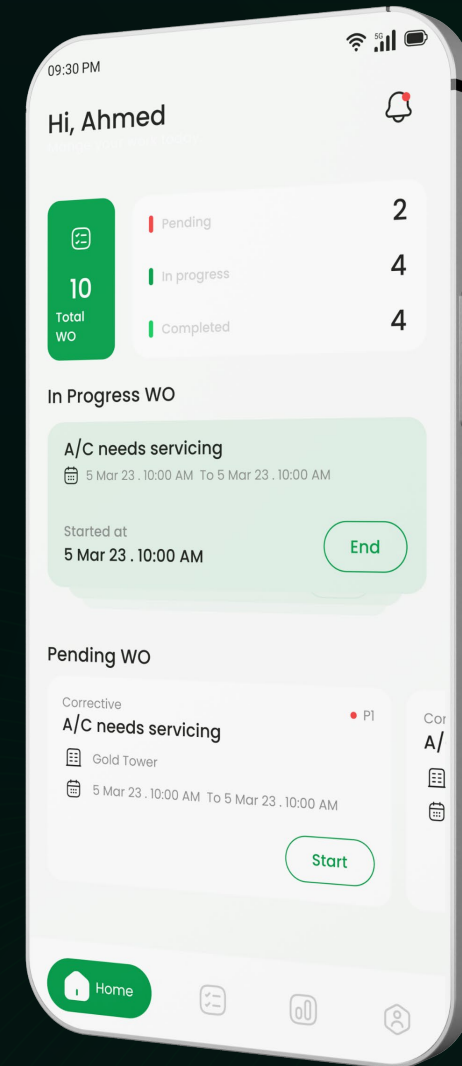 09:30 PM
5G
Hi, Ahmed
10
Total
WO
Pending 2
In progress 4
Completed 4
In Progress WO
A/C needs servicing
5 Mar 23 . 10:00 AM To 5 Mar 23 . 10:00 AM
Started at
5 Mar 23 . 10:00 AM
End
Pending WO
Corrective
P1
A/C needs servicing
Gold Tower
5 Mar 23 . 10:00 AM To 5 Mar 23 . 10:00 AM
Start
Cor
A/
Home